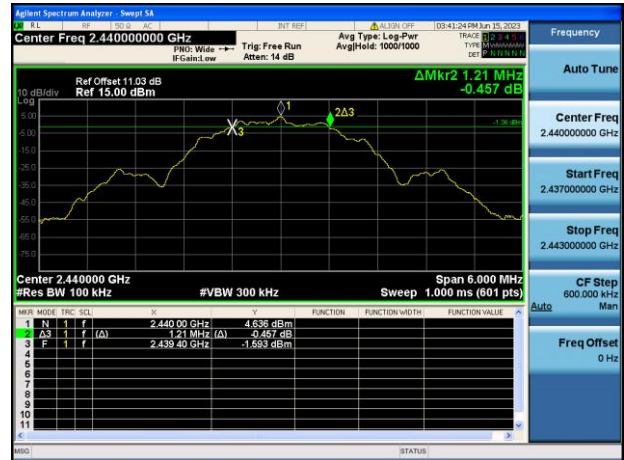 Agilent Spectrum Analyzer - Swept SA
RL RF 50 Ω AC INT REF ALIGN OFF 03:41:24 PM Jun 15, 2023
Center Freq 2.440000000 GHz
PNO: Wide
IFGain:Low
Trig: Free Run
Atten: 14 dB
Avg Type: Log-Pwr
Avg|Hold: 1000/1000
TRACE 1 2 3 4 5 6
TYPE MWWWWW
DET P N N N N N
Ref Offset 11.03 dB
Ref 15.00 dBm
10 dB/div
Log
ΔMkr2 1.21 MHz
-0.457 dB
5.00
-5.00
-15.0
-25.0
-35.0
-45.0
-55.0
-65.0
-75.0
1
2Δ3
3
-1.36 dBm
Center 2.440000 GHz
Span 6.000 MHz
#Res BW 100 kHz
#VBW 300 kHz
Sweep 1.000 ms (601 pts)
MKR MODE TRC SCL X Y FUNCTION FUNCTION WIDTH FUNCTION VALUE
1 N 1 f 2.440 00 GHz 4.636 dBm
2 Δ3 1 f (Δ) 1.21 MHz (Δ) -0.457 dB
3 F 1 f 2.439 40 GHz -1.593 dBm
4
5
6
7
8
9
10
11
MSG
STATUS
Frequency
Auto Tune
Center Freq
2.440000000 GHz
Start Freq
2.437000000 GHz
Stop Freq
2.443000000 GHz
CF Step
600.000 kHz
Auto Man
Freq Offset
0 Hz